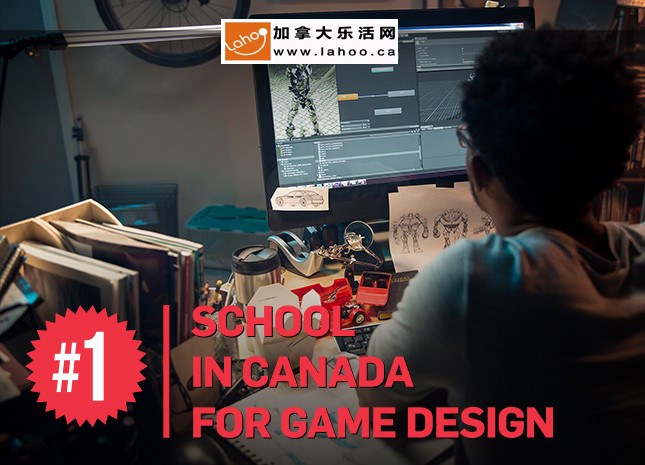 Lahoo
加拿大乐活网
www.lahoo.ca
#1
SCHOOL
IN CANADA
FOR GAME DESIGN